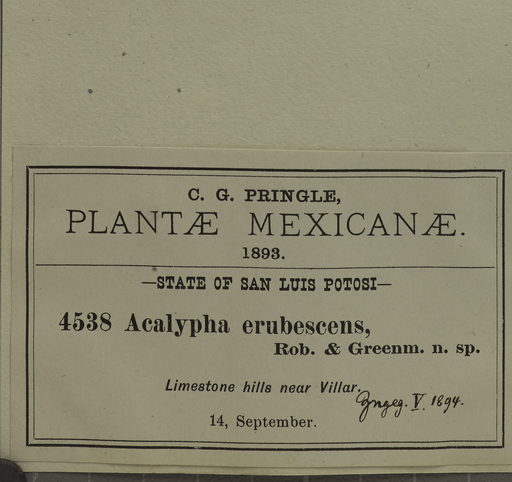 C. G. PRINGLE,
PLANTÆ MEXICANÆ.
1893.
—STATE OF SAN LUIS POTOSI—
4538 Acalypha erubescens,
Rob. & Greenm. n. sp.
Limestone hills near Villar.
V. 1894.
14, September.